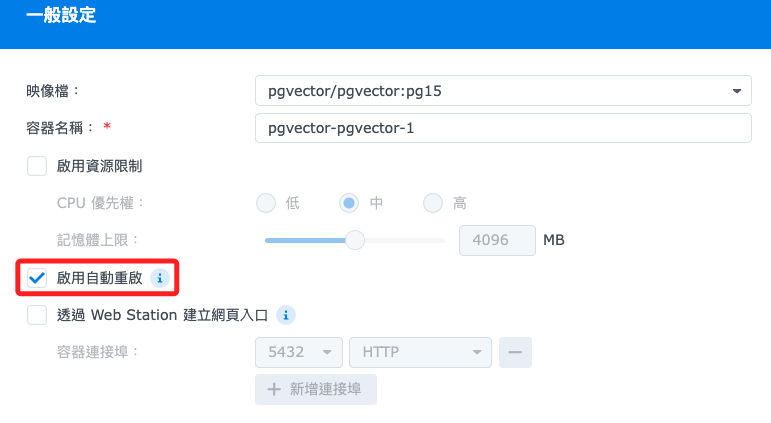 一般設定
映像檔： pgvector/pgvector:pg15
容器名稱： * pgvector-pgvector-1
啟用資源限制
CPU 優先權： 低 中 高
記憶體上限： 4096 MB
啟用自動重啟 i
透過 Web Station 建立網頁入口 i
容器連接埠： 5432 HTTP
+ 新增連接埠